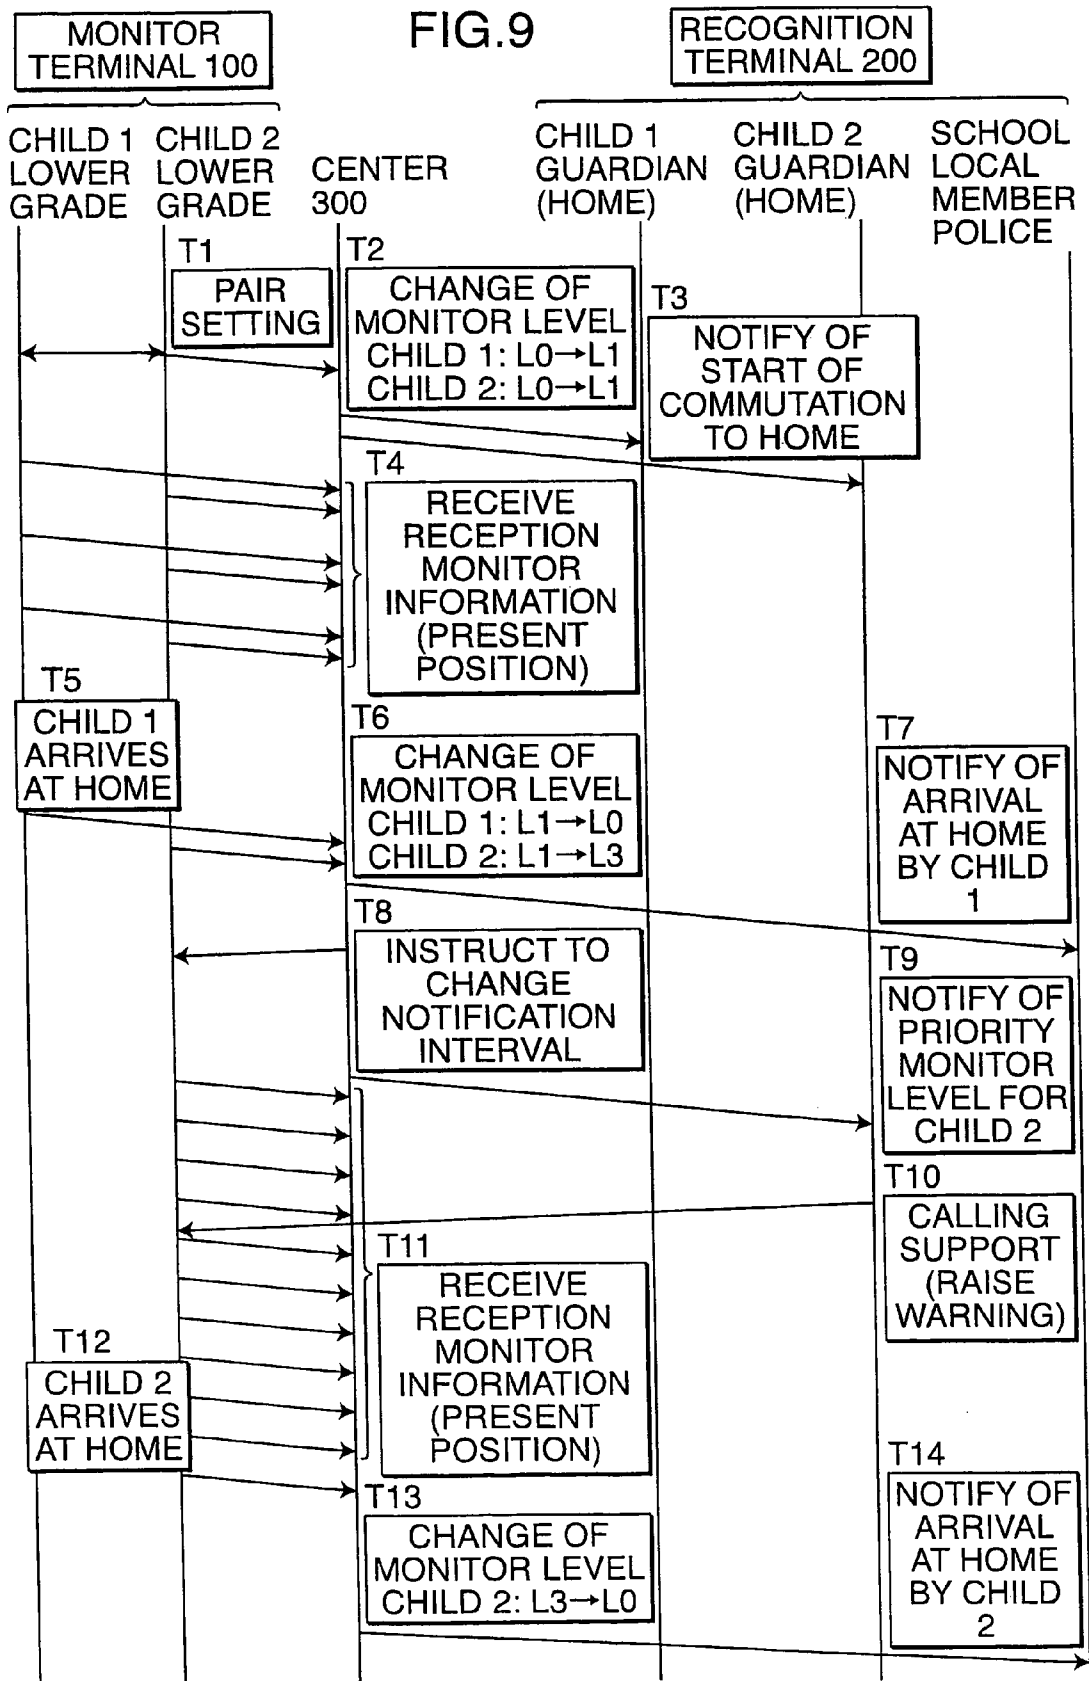 FIG.9
MONITOR
TERMINAL 100
RECOGNITION
TERMINAL 200
CHILD 1
LOWER
GRADE
CHILD 2
LOWER
GRADE
CENTER
300
CHILD 1
GUARDIAN
(HOME)
CHILD 2
GUARDIAN
(HOME)
SCHOOL
LOCAL
MEMBER
POLICE
T1
PAIR
SETTING
T2
CHANGE OF
MONITOR LEVEL
CHILD 1: L0→L1
CHILD 2: L0→L1
T3
NOTIFY OF
START OF
COMMUTATION
TO HOME
T4
RECEIVE
RECEPTION
MONITOR
INFORMATION
(PRESENT
POSITION)
T5
CHILD 1
ARRIVES
AT HOME
T6
CHANGE OF
MONITOR LEVEL
CHILD 1: L1→L0
CHILD 2: L1→L3
T7
NOTIFY OF
ARRIVAL
AT HOME
BY CHILD
1
T8
INSTRUCT TO
CHANGE
NOTIFICATION
INTERVAL
T9
NOTIFY OF
PRIORITY
MONITOR
LEVEL FOR
CHILD 2
T10
CALLING
SUPPORT
(RAISE
WARNING)
T11
RECEIVE
RECEPTION
MONITOR
INFORMATION
(PRESENT
POSITION)
T12
CHILD 2
ARRIVES
AT HOME
T13
CHANGE OF
MONITOR LEVEL
CHILD 2: L3→L0
T14
NOTIFY OF
ARRIVAL
AT HOME
BY CHILD
2